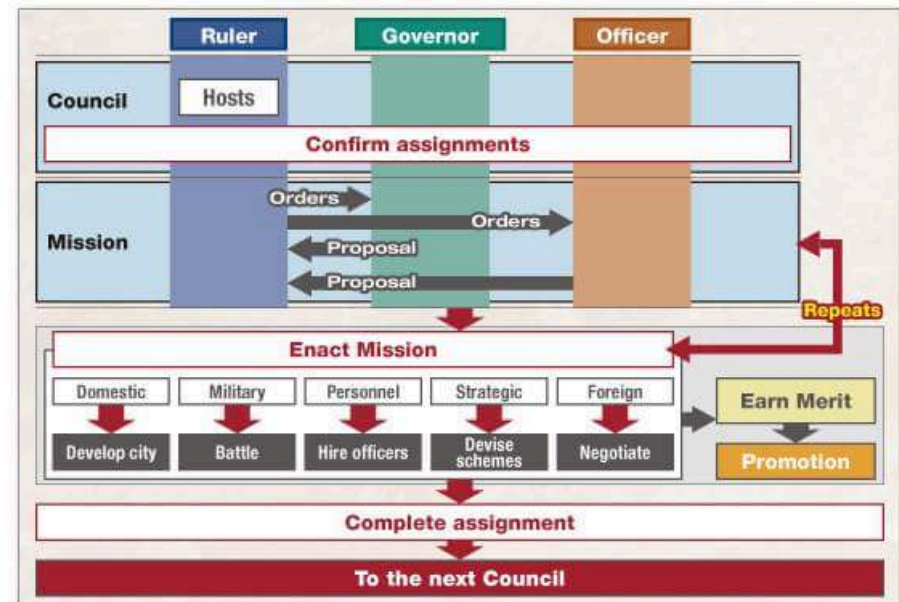 Ruler Governor Officer
Council
Hosts
Confirm assignments
Mission
Orders
Orders
Proposal
Proposal
Repeats
Enact Mission
Domestic Military Personnel Strategic Foreign
Develop city Battle Hire officers Devise schemes Negotiate
Earn Merit
Promotion
Complete assignment
To the next Council